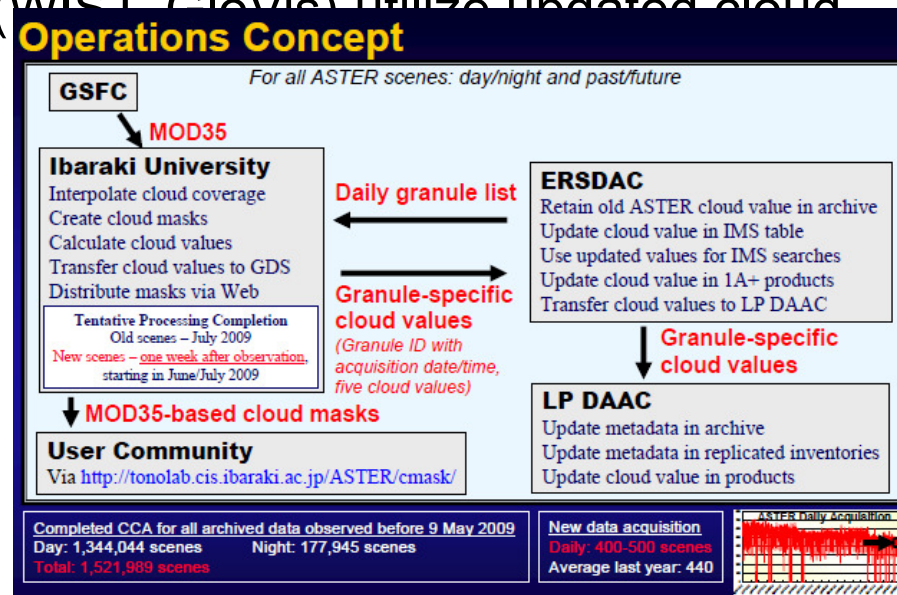 (WIST, GloVis) utilize updated cloud
Operations Concept
For all ASTER scenes: day/night and past/future
GSFC
MOD35
Ibaraki University
Interpolate cloud coverage
Create cloud masks
Calculate cloud values
Transfer cloud values to GDS
Distribute masks via Web
Tentative Processing Completion
Old scenes – July 2009
New scenes – one week after observation,
starting in June/July 2009
Daily granule list
Granule-specific
cloud values
(Granule ID with
acquisition date/time,
five cloud values)
ERSDAC
Retain old ASTER cloud value in archive
Update cloud value in IMS table
Use updated values for IMS searches
Update cloud value in 1A+ products
Transfer cloud values to LP DAAC
Granule-specific
cloud values
LP DAAC
Update metadata in archive
Update metadata in replicated inventories
Update cloud value in products
MOD35-based cloud masks
User Community
Via http://tonolab.cis.ibaraki.ac.jp/ASTER/cmask/
Completed CCA for all archived data observed before 9 May 2009
Day: 1,344,044 scenes Night: 177,945 scenes
Total: 1,521,989 scenes
New data acquisition
Daily: 400-500 scenes
Average last year: 440
ASTER Daily Acquisition